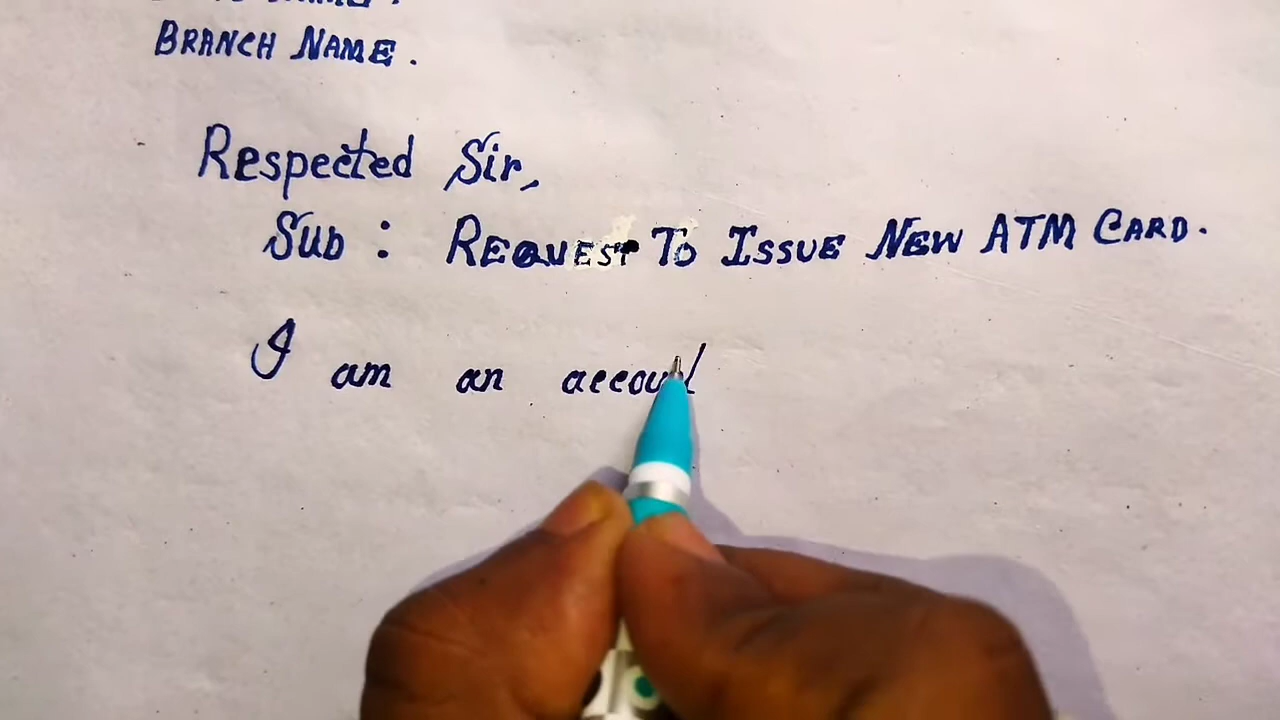 BRANCH NAME.
Respected Sir,
SUB : REQUEST TO ISSUE NEW ATM CARD.
I am an